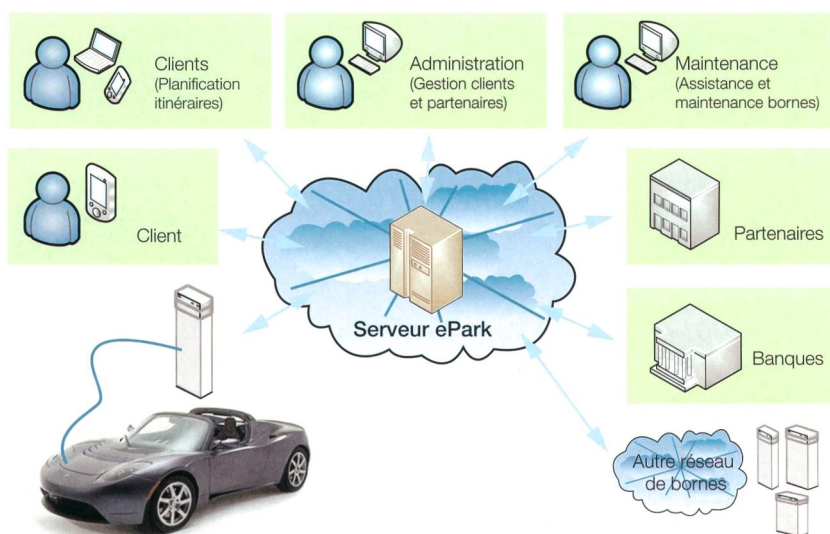 Clients
(Planification
itinéraires)
Administration
(Gestion clients
et partenaires)
Maintenance
(Assistance et
maintenance bornes)
Client
Partenaires
Serveur ePark
Banques
Autre réseau
de bornes